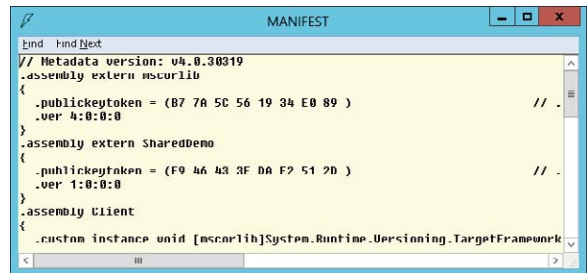 MANIFEST
Find Find Next
// Metadata version: v4.0.30319
.assembly extern mscorlib
{
.publickeytoken = (B7 7A 5C 56 19 34 E0 89 ) // .
.ver 4:0:0:0
}
.assembly extern SharedDemo
{
.publickeytoken = (F9 46 43 3F DA F2 51 2D ) // .
.ver 1:0:0:0
}
.assembly Client
{
.custom instance void [mscorlib]System.Runtime.Versioning.TargetFramework